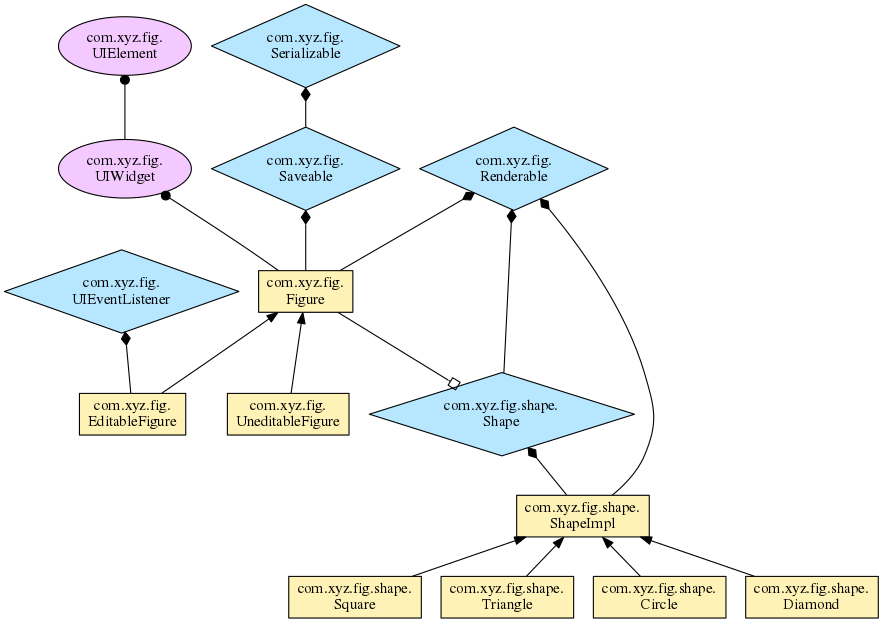 com.xyz.fig.
UIElement
com.xyz.fig.
Serializable
com.xyz.fig.
UIWidget
com.xyz.fig.
Saveable
com.xyz.fig.
Renderable
com.xyz.fig.
UIEventListener
com.xyz.fig.
Figure
com.xyz.fig.
EditableFigure
com.xyz.fig.
UneditableFigure
com.xyz.fig.shape.
Shape
com.xyz.fig.shape.
ShapeImpl
com.xyz.fig.shape.
Square
com.xyz.fig.shape.
Triangle
com.xyz.fig.shape.
Circle
com.xyz.fig.shape.
Diamond